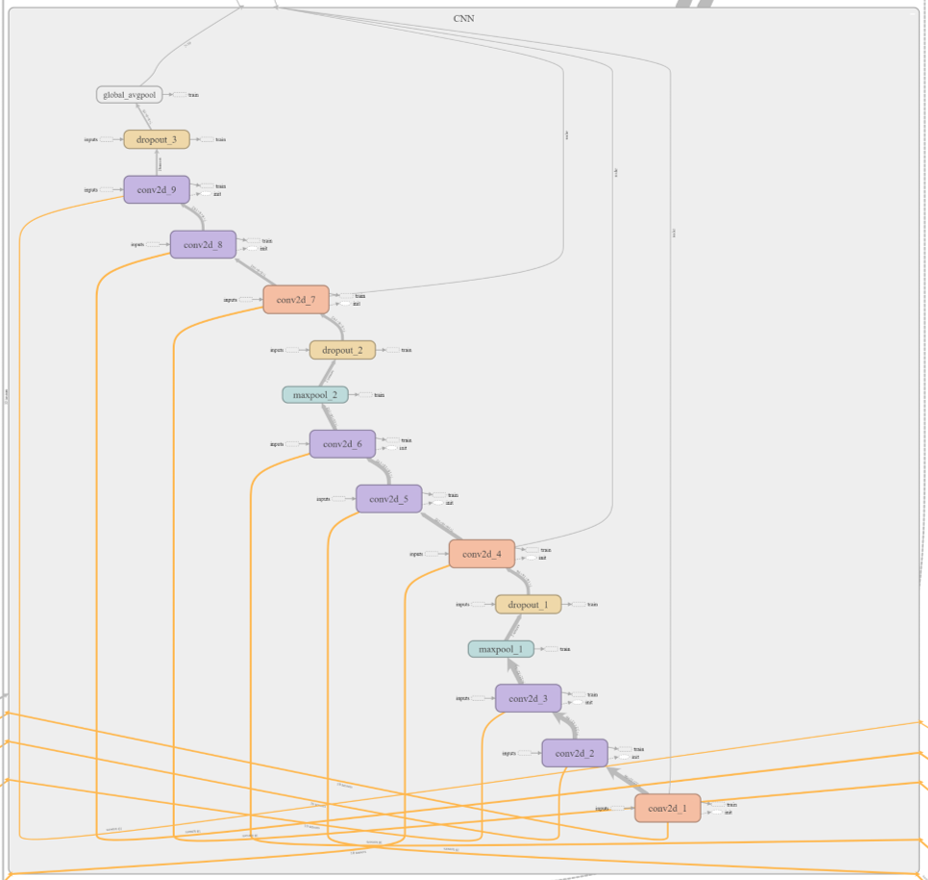 CNN
global_avgpool train
inputs dropout_3 train
inputs conv2d_9 train
init
inputs conv2d_8 train
init
inputs conv2d_7 train
init
inputs dropout_2 train
maxpool_2 train
inputs conv2d_6 train
init
inputs conv2d_5 train
init
inputs conv2d_4 train
init
inputs dropout_1 train
maxpool_1 train
inputs conv2d_3 train
init
inputs conv2d_2 train
init
inputs conv2d_1 train
init